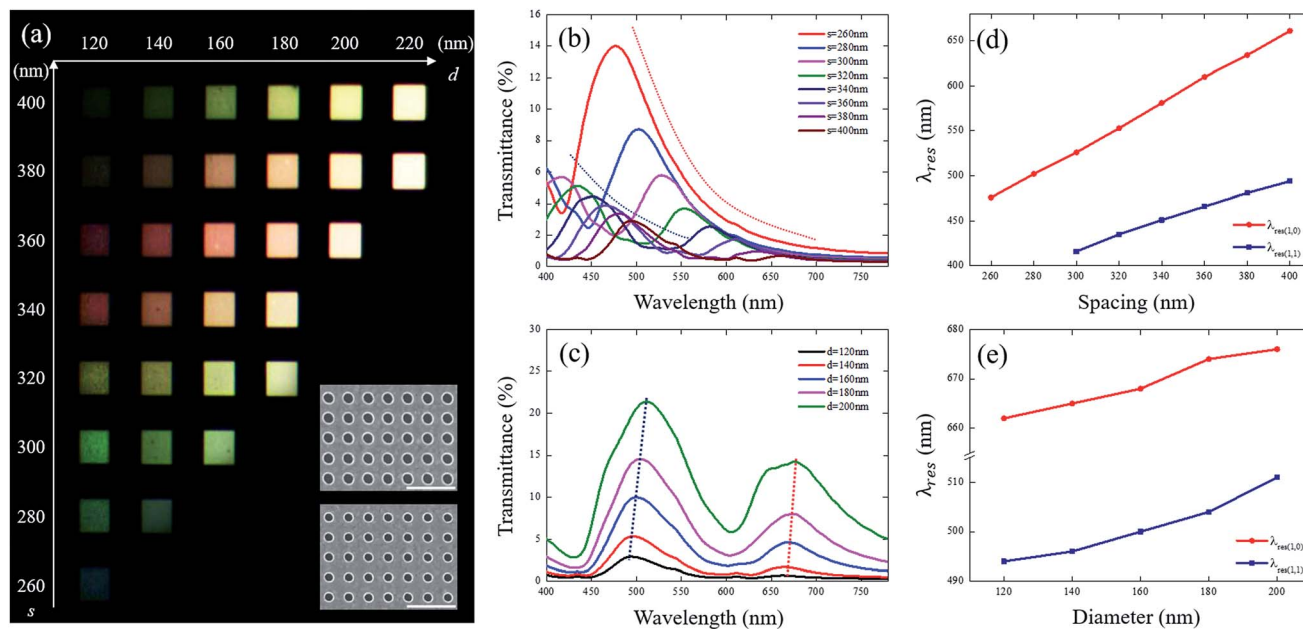 (a)
120 140 160 180 200 220 (nm)
(nm)
d
400
380
360
340
320
300
280
260
s
(b)
Transmittance (%)
16
14
12
10
8
6
4
2
0
400 450 500 550 600 650 700 750
Wavelength (nm)
s=260nm
s=280nm
s=300nm
s=320nm
s=340nm
s=360nm
s=380nm
s=400nm
(c)
Transmittance (%)
30
25
20
15
10
5
0
400 450 500 550 600 650 700 750
Wavelength (nm)
d=120nm
d=140nm
d=160nm
d=180nm
d=200nm
(d)
λres (nm)
650
600
550
500
450
400
260 280 300 320 340 360 380 400
Spacing (nm)
λres(1,0)
λres(1,1)
(e)
λres (nm)
680
670
660
510
500
490
120 140 160 180 200
Diameter (nm)
λres(1,0)
λres(1,1)